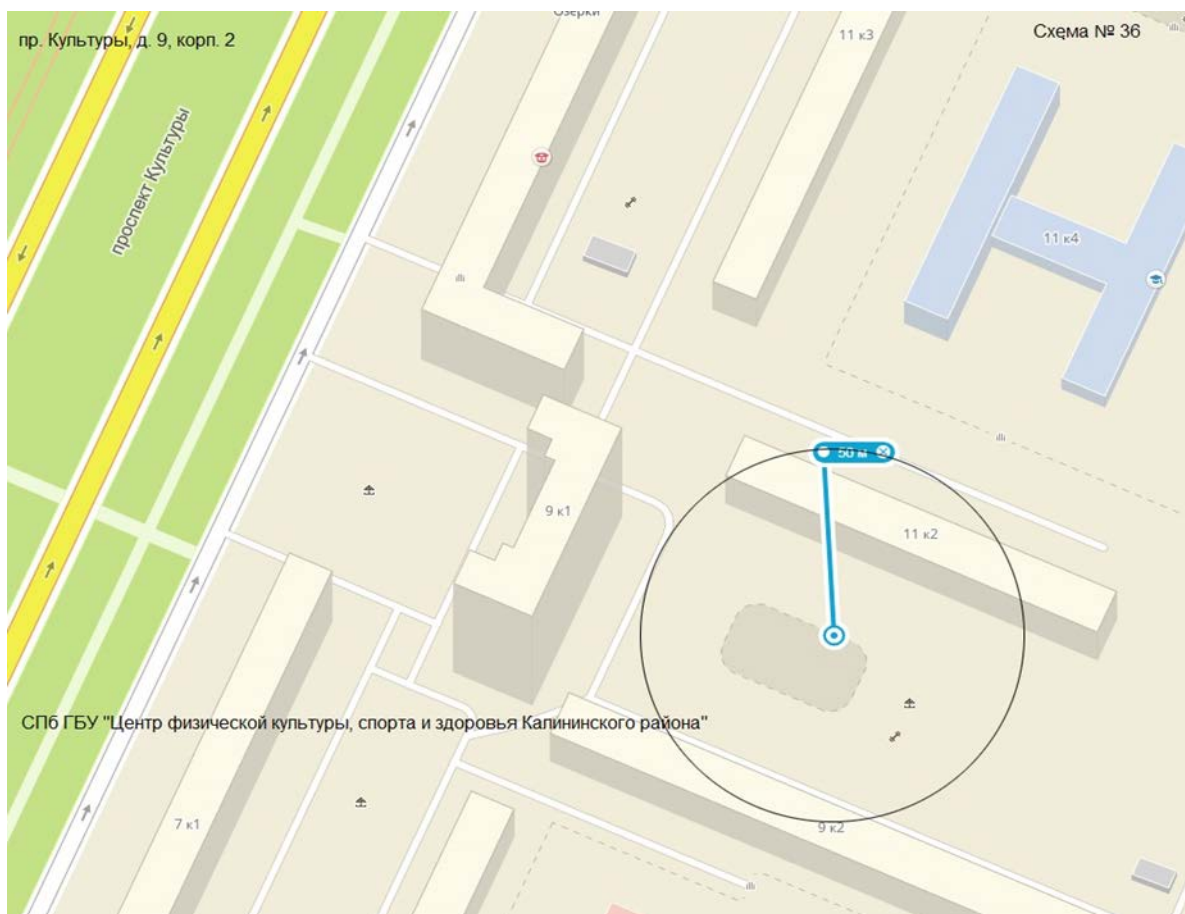 Озерки
пр. Культуры, д. 9, корп. 2
Схема № 36
11 к3
проспект Культуры
11 к4
50 м
9 к1
11 к2
СПб ГБУ "Центр физической культуры, спорта и здоровья Калининского района"
7 к1
9 к2